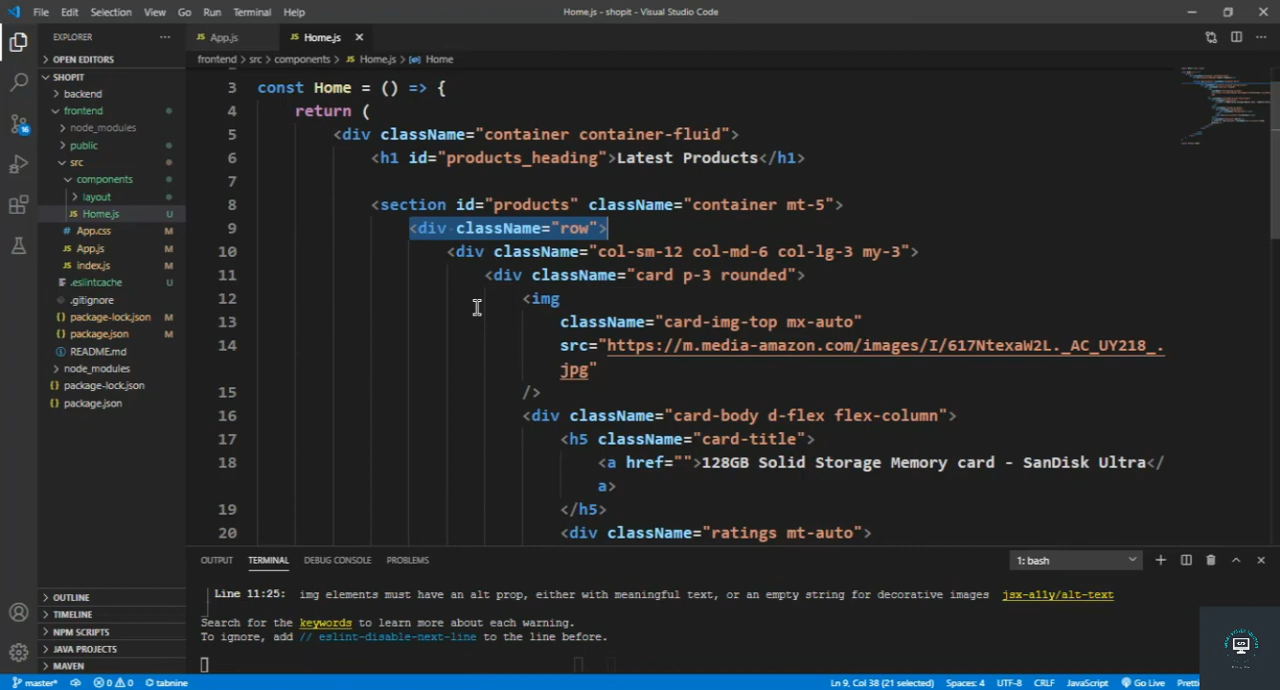 File Edit Selection View Go Run Terminal Help
Home.js - shopit - Visual Studio Code
EXPLORER
JS App.js
JS Home.js
OPEN EDITORS
frontend > src > components > JS Home.js > Home
SHOPIT
backend
frontend
node_modules
public
src
components
layout
JS Home.js U
# App.css M
JS App.js M
JS index.js M
.eslintcache U
.gitignore
{} package-lock.json M
{} package.json M
README.md
node_modules
{} package-lock.json
{} package.json
OUTLINE
TIMELINE
NPM SCRIPTS
JAVA PROJECTS
MAVEN
16
3 const Home = () => {
4 return (
5 <div className="container container-fluid">
6 <h1 id="products_heading">Latest Products</h1>
7
8 <section id="products" className="container mt-5">
9 <div className="row">
10 <div className="col-sm-12 col-md-6 col-lg-3 my-3">
11 <div className="card p-3 rounded">
12 <img
13 className="card-img-top mx-auto"
14 src="https://m.media-amazon.com/images/I/617NtexaW2L._AC_UY218_.
jpg"
15 />
16 <div className="card-body d-flex flex-column">
17 <h5 className="card-title">
18 <a href="">128GB Solid Storage Memory card - SanDisk Ultra</
a>
19 </h5>
20 <div className="ratings mt-auto">
OUTPUT TERMINAL DEBUG CONSOLE PROBLEMS
1: bash
Line 11:25: img elements must have an alt prop, either with meaningful text, or an empty string for decorative images jsx-a11y/alt-text
Search for the keywords to learn more about each warning.
To ignore, add // eslint-disable-next-line to the line before.
master* 0 0 tabnine
Ln 9, Col 38 (21 selected) Spaces: 4 UTF-8 CRLF JavaScript Go Live Pretti